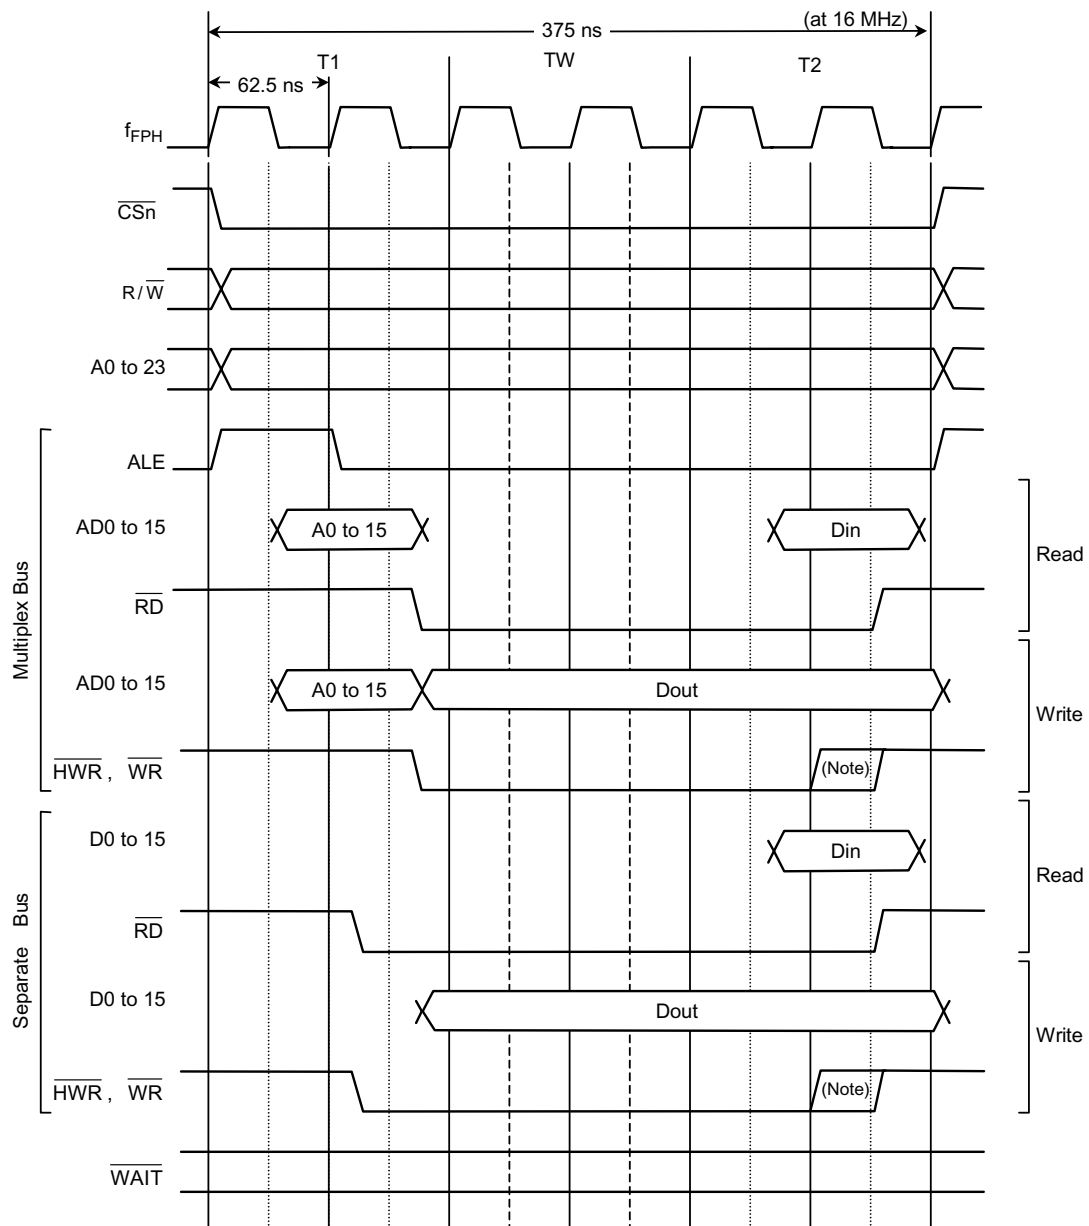 (at 16 MHz)
375 ns
T1 TW T2
62.5 ns
fFPH
CSn
R/W
A0 to 23
Multiplex Bus
ALE
AD0 to 15 A0 to 15 Din
Read
RD
AD0 to 15 A0 to 15 Dout
Write
HWR, WR (Note)
Separate Bus
D0 to 15 Din
Read
RD
D0 to 15 Dout
Write
HWR, WR (Note)
WAIT